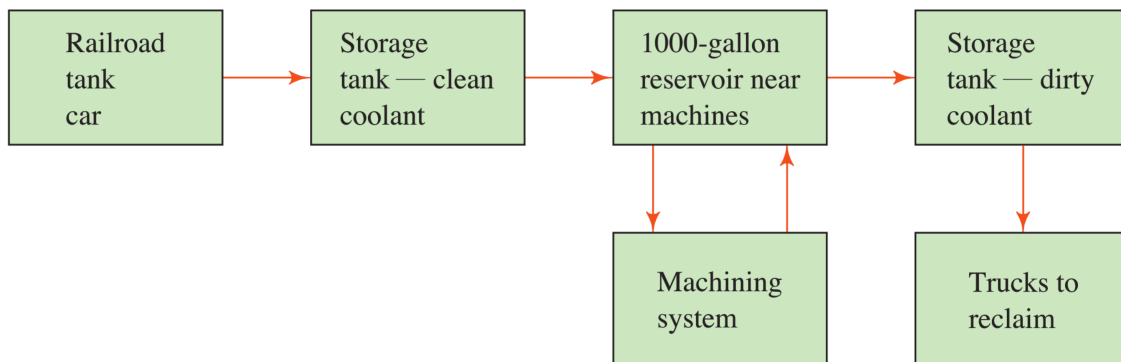 Railroad
tank
car
Storage
tank — clean
coolant
1000-gallon
reservoir near
machines
Storage
tank — dirty
coolant
Machining
system
Trucks to
reclaim